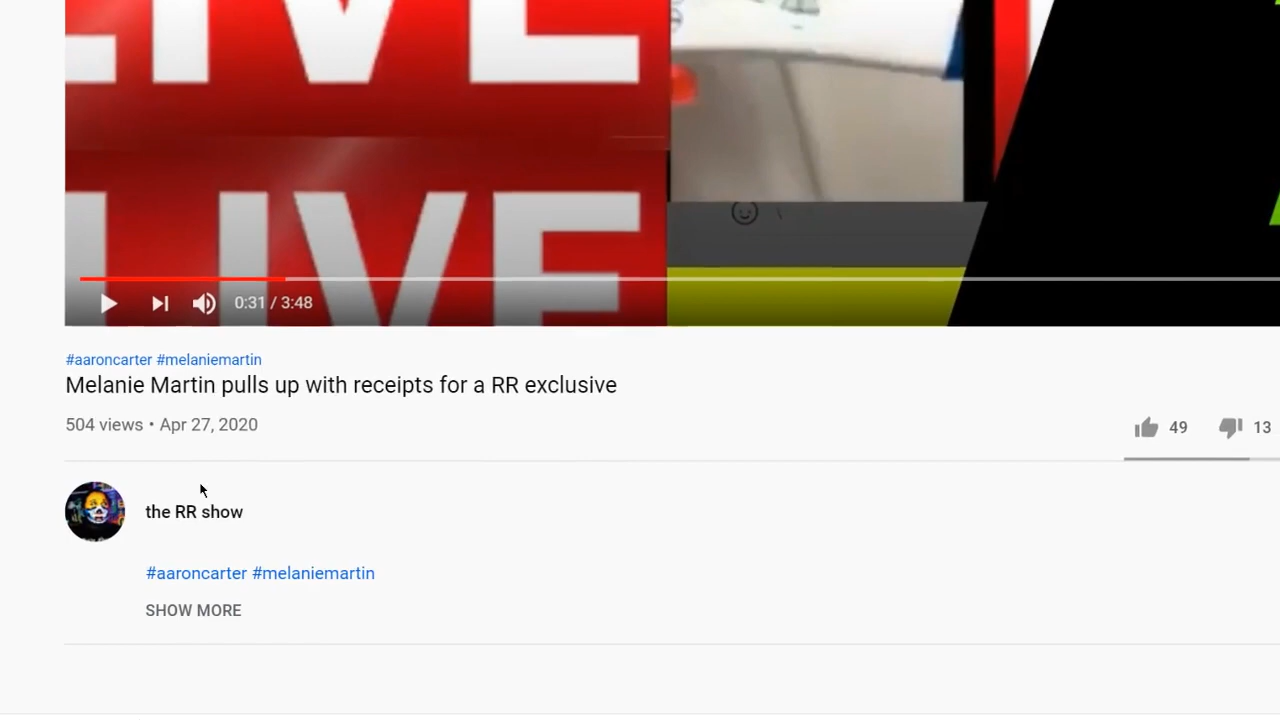 LIVE
LIVE
0:31 / 3:48
#aaroncarter #melaniemartin
Melanie Martin pulls up with receipts for a RR exclusive
504 views • Apr 27, 2020
49
13
the RR show
#aaroncarter #melaniemartin
SHOW MORE